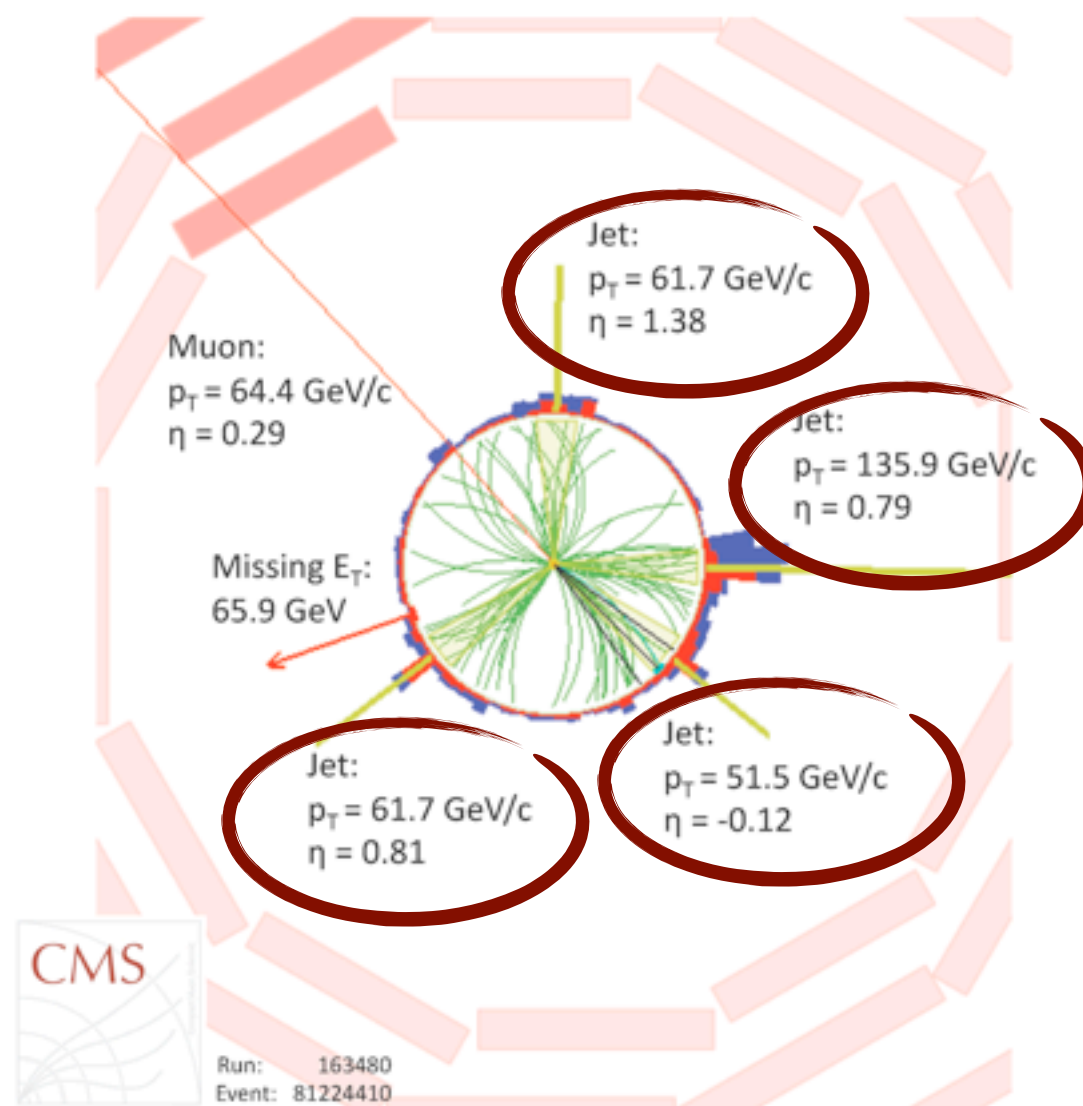 Jet:
pT = 61.7 GeV/c
η = 1.38
Muon:
pT = 64.4 GeV/c
η = 0.29
Jet:
pT = 135.9 GeV/c
η = 0.79
Missing ET:
65.9 GeV
Jet:
pT = 51.5 GeV/c
η = -0.12
Jet:
pT = 61.7 GeV/c
η = 0.81
CMS
Run: 163480
Event: 81224410